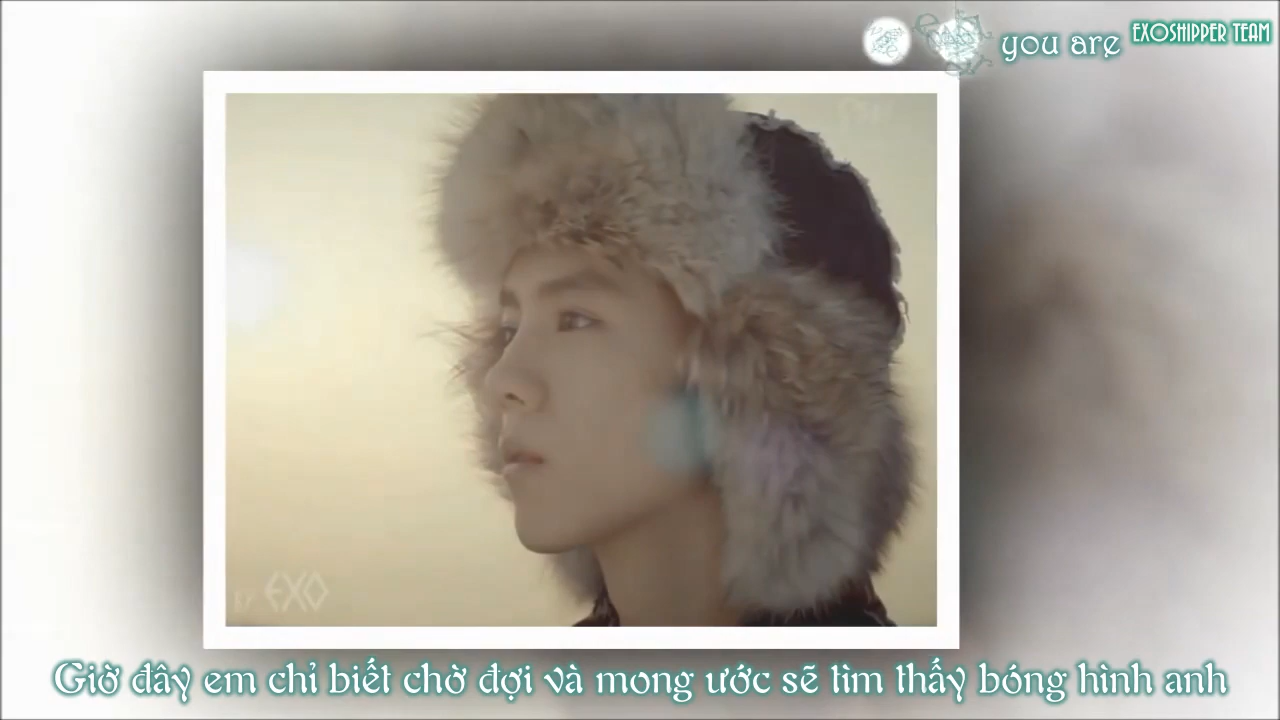 you are
EXOSHIPPER TEAM
EXO
Giờ đây em chỉ biết chờ đợi và mong ước sẽ tìm thấy bóng hình anh